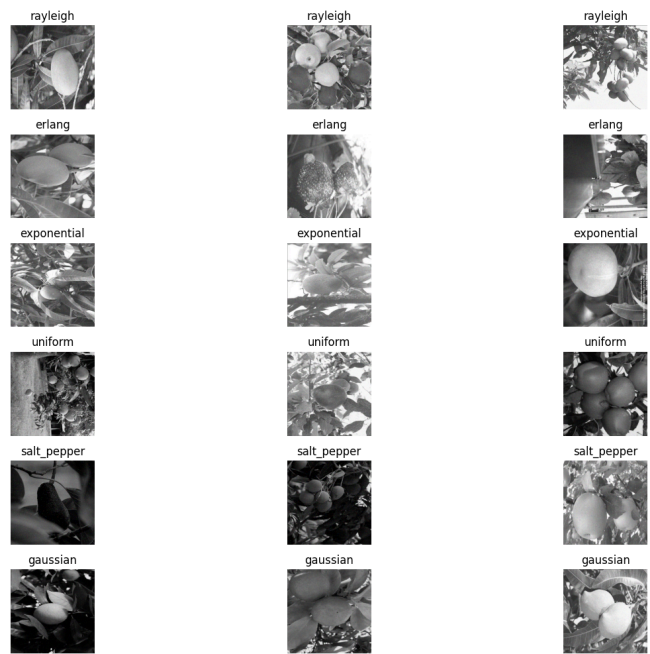 rayleigh rayleigh rayleigh
erlang erlang erlang
exponential exponential exponential
uniform uniform uniform
salt_pepper salt_pepper salt_pepper
gaussian gaussian gaussian